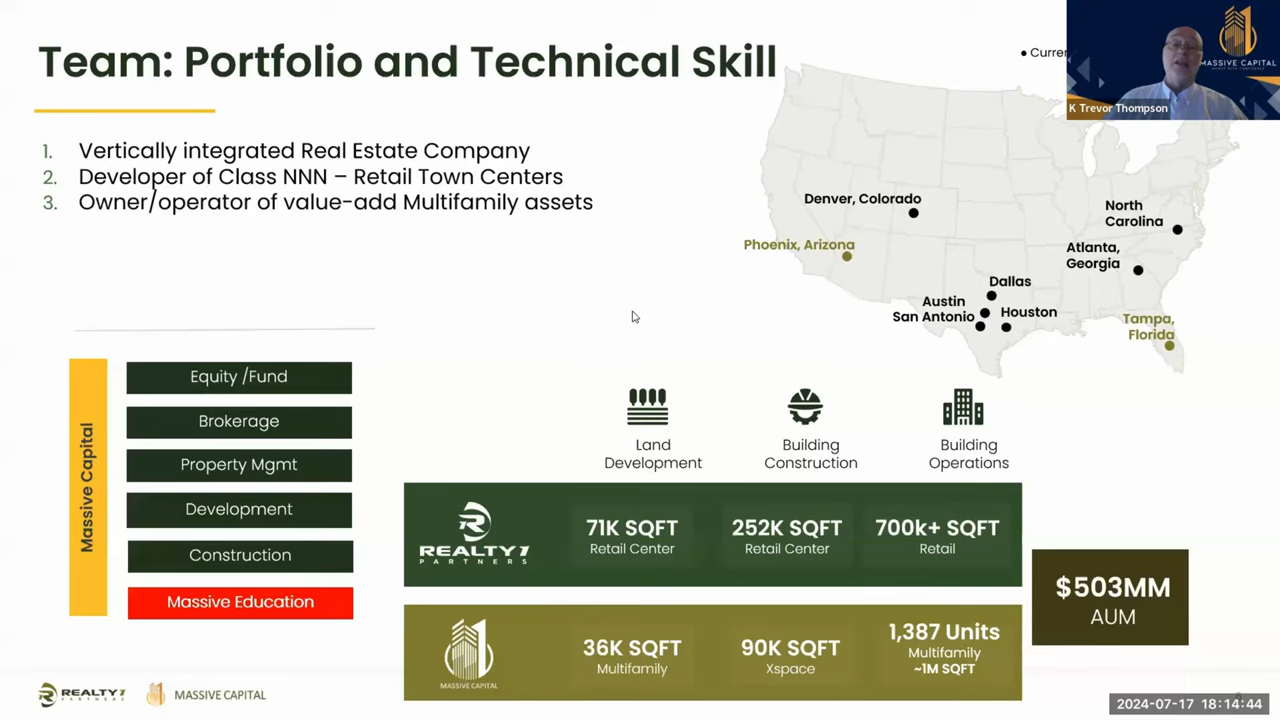 Team: Portfolio and Technical Skill
1. Vertically integrated Real Estate Company
2. Developer of Class NNN – Retail Town Centers
3. Owner/operator of value-add Multifamily assets
MASSIVE CAPITAL
K Trevor Thompson
Denver, Colorado
North
Carolina
Phoenix, Arizona
Atlanta,
Georgia
Dallas
Austin
San Antonio
Houston
Tampa,
Florida
Massive Capital
Equity /Fund
Brokerage
Property Mgmt
Development
Construction
Massive Education
Land
Development
Building
Construction
Building
Operations
REALTY1
PARTNERS
71K SQFT
Retail Center
252K SQFT
Retail Center
700k+ SQFT
Retail
MASSIVE CAPITAL
36K SQFT
Multifamily
90K SQFT
Xspace
1,387 Units
Multifamily
~1M SQFT
$503MM
AUM
REALTY1
PARTNERS
MASSIVE CAPITAL
2024-07-17 18:14:44